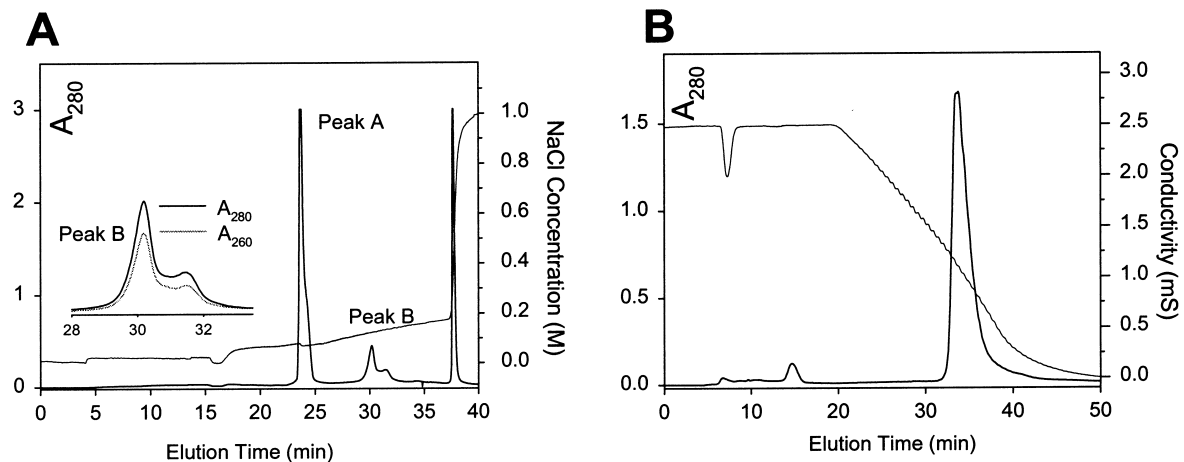 A
A280
3
2
1
0
Peak A
Peak B
A280
A260
28 30 32
Peak B
1.0
0.8
0.6
0.4
0.2
0.0
NaCl Concentration (M)
0 5 10 15 20 25 30 35 40
Elution Time (min)
B
A280
1.5
1.0
0.5
0.0
3.0
2.5
2.0
1.5
1.0
0.5
0.0
Conductivity (mS)
0 10 20 30 40 50
Elution Time (min)